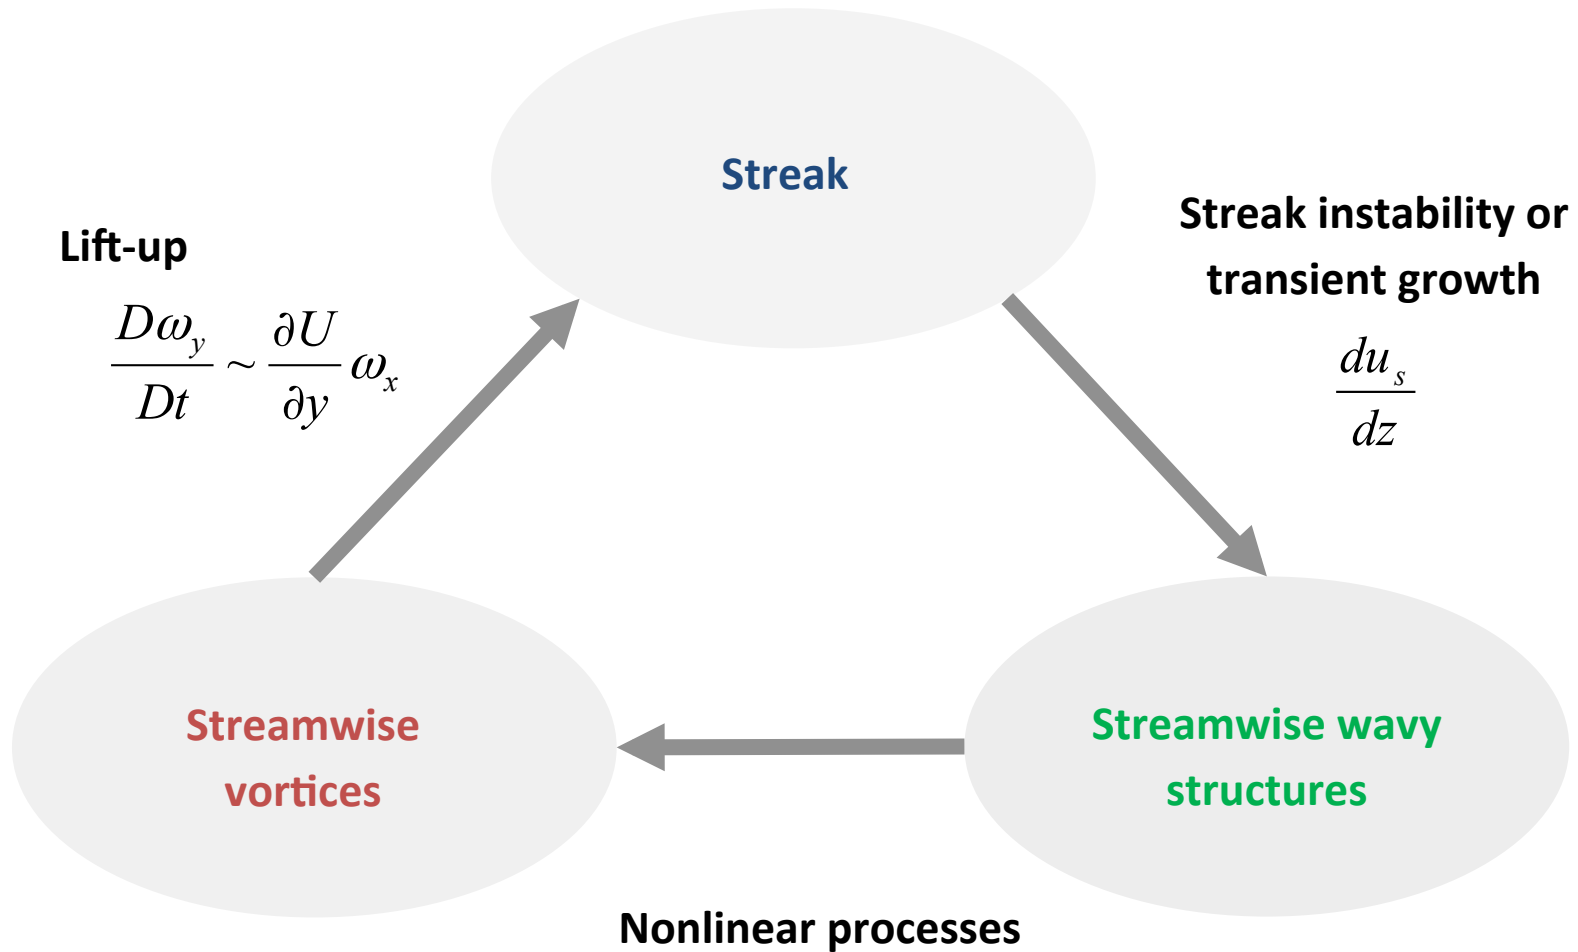 Streak
Streak instability or
transient growth
du_s/dz
Lift-up
Dω_y/Dt ~ ∂U/∂y ω_x
Streamwise
vortices
Streamwise wavy
structures
Nonlinear processes